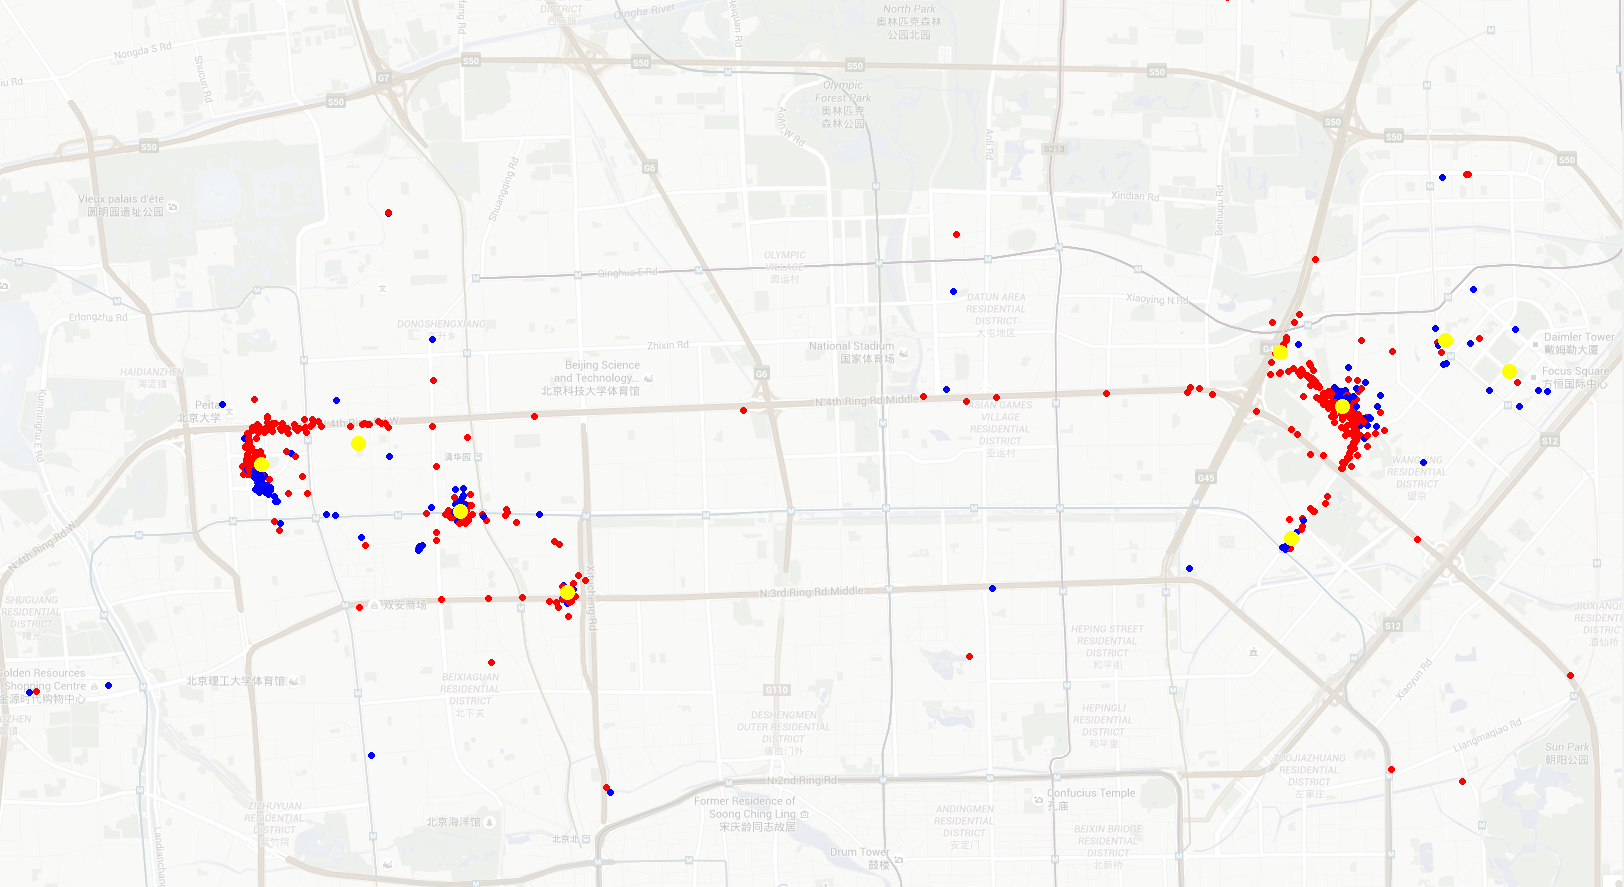 DISTRICT
Qinghe River
North Park
奥林匹克森林
公园北园
Nongda S Rd
S50
S50
S50
S50
G7
S50
Shucun Rd
Olympic
Forest Park
奥林匹克
森林公园
Aolin W Rd
Anli Rd
S213
S50
S50
S50
S50
G6
Shuangqing Rd
Vieux palais d'été
圆明园遗址公园
Xindian Rd
Beihuqu Rd
OLYMPIC
VILLAGE
奥运村
Qinghua E Rd
DATUN AREA
RESIDENTIAL
DISTRICT
大屯地区
Xiaoying N Rd
Erlongzha Rd
DONGSHENGXIANG
Zhixin Rd
National Stadium
国家体育场
Daimler Tower
戴姆勒大厦
Focus Square
方恒国际中心
HAIDIANZHEN
海淀镇
Beijing Science
and Technology...
北京科技大学体育馆
G6
Kunminghu E Rd
北京大学
4th Ring Rd W
N 4th Ring Rd Middle
ASIAN GAMES
VILLAGE
RESIDENTIAL
DISTRICT
亚运村
清华园
S12
WANGJING
RESIDENTIAL
DISTRICT
望京
G45
N 4th Ring Rd W
Xitucheng Rd
N 3rd Ring Rd Middle
双安商场
SHUGUANG
RESIDENTIAL
DISTRICT
曙光
S12
HEPING STREET
RESIDENTIAL
DISTRICT
和平街
JIUXIANQI
RESIDENTI
DISTRIC
酒仙桥
olden Resources
Shopping Centre
金源时代购物中心
北京理工大学体育馆
BEIXIAGUAN
RESIDENTIAL
DISTRICT
北下关
G110
Xiaoyun Rd
DESHENGMEN
OUTER RESIDENTIAL
DISTRICT
德胜门外
HEPINGLI
RESIDENTIAL
DISTRICT
和平里
Liangmaqiao Rd
Sun Park
朝阳公园
ZUOJIAZHUANG
RESIDENTIAL
DISTRICT
左家庄
N 2nd Ring Rd
ZIZHUYUAN
RESIDENTIAL
DISTRICT
紫竹院
北京海洋馆
Former Residence of
Soong Ching Ling
宋庆龄同志故居
Confucius Temple
孔庙
ANDINGMEN
RESIDENTIAL
DISTRICT
安定门
BEIXIN BRIDGE
RESIDENTIAL
DISTRICT
北新桥
Landianchang
北京北
Drum Tower
鼓楼